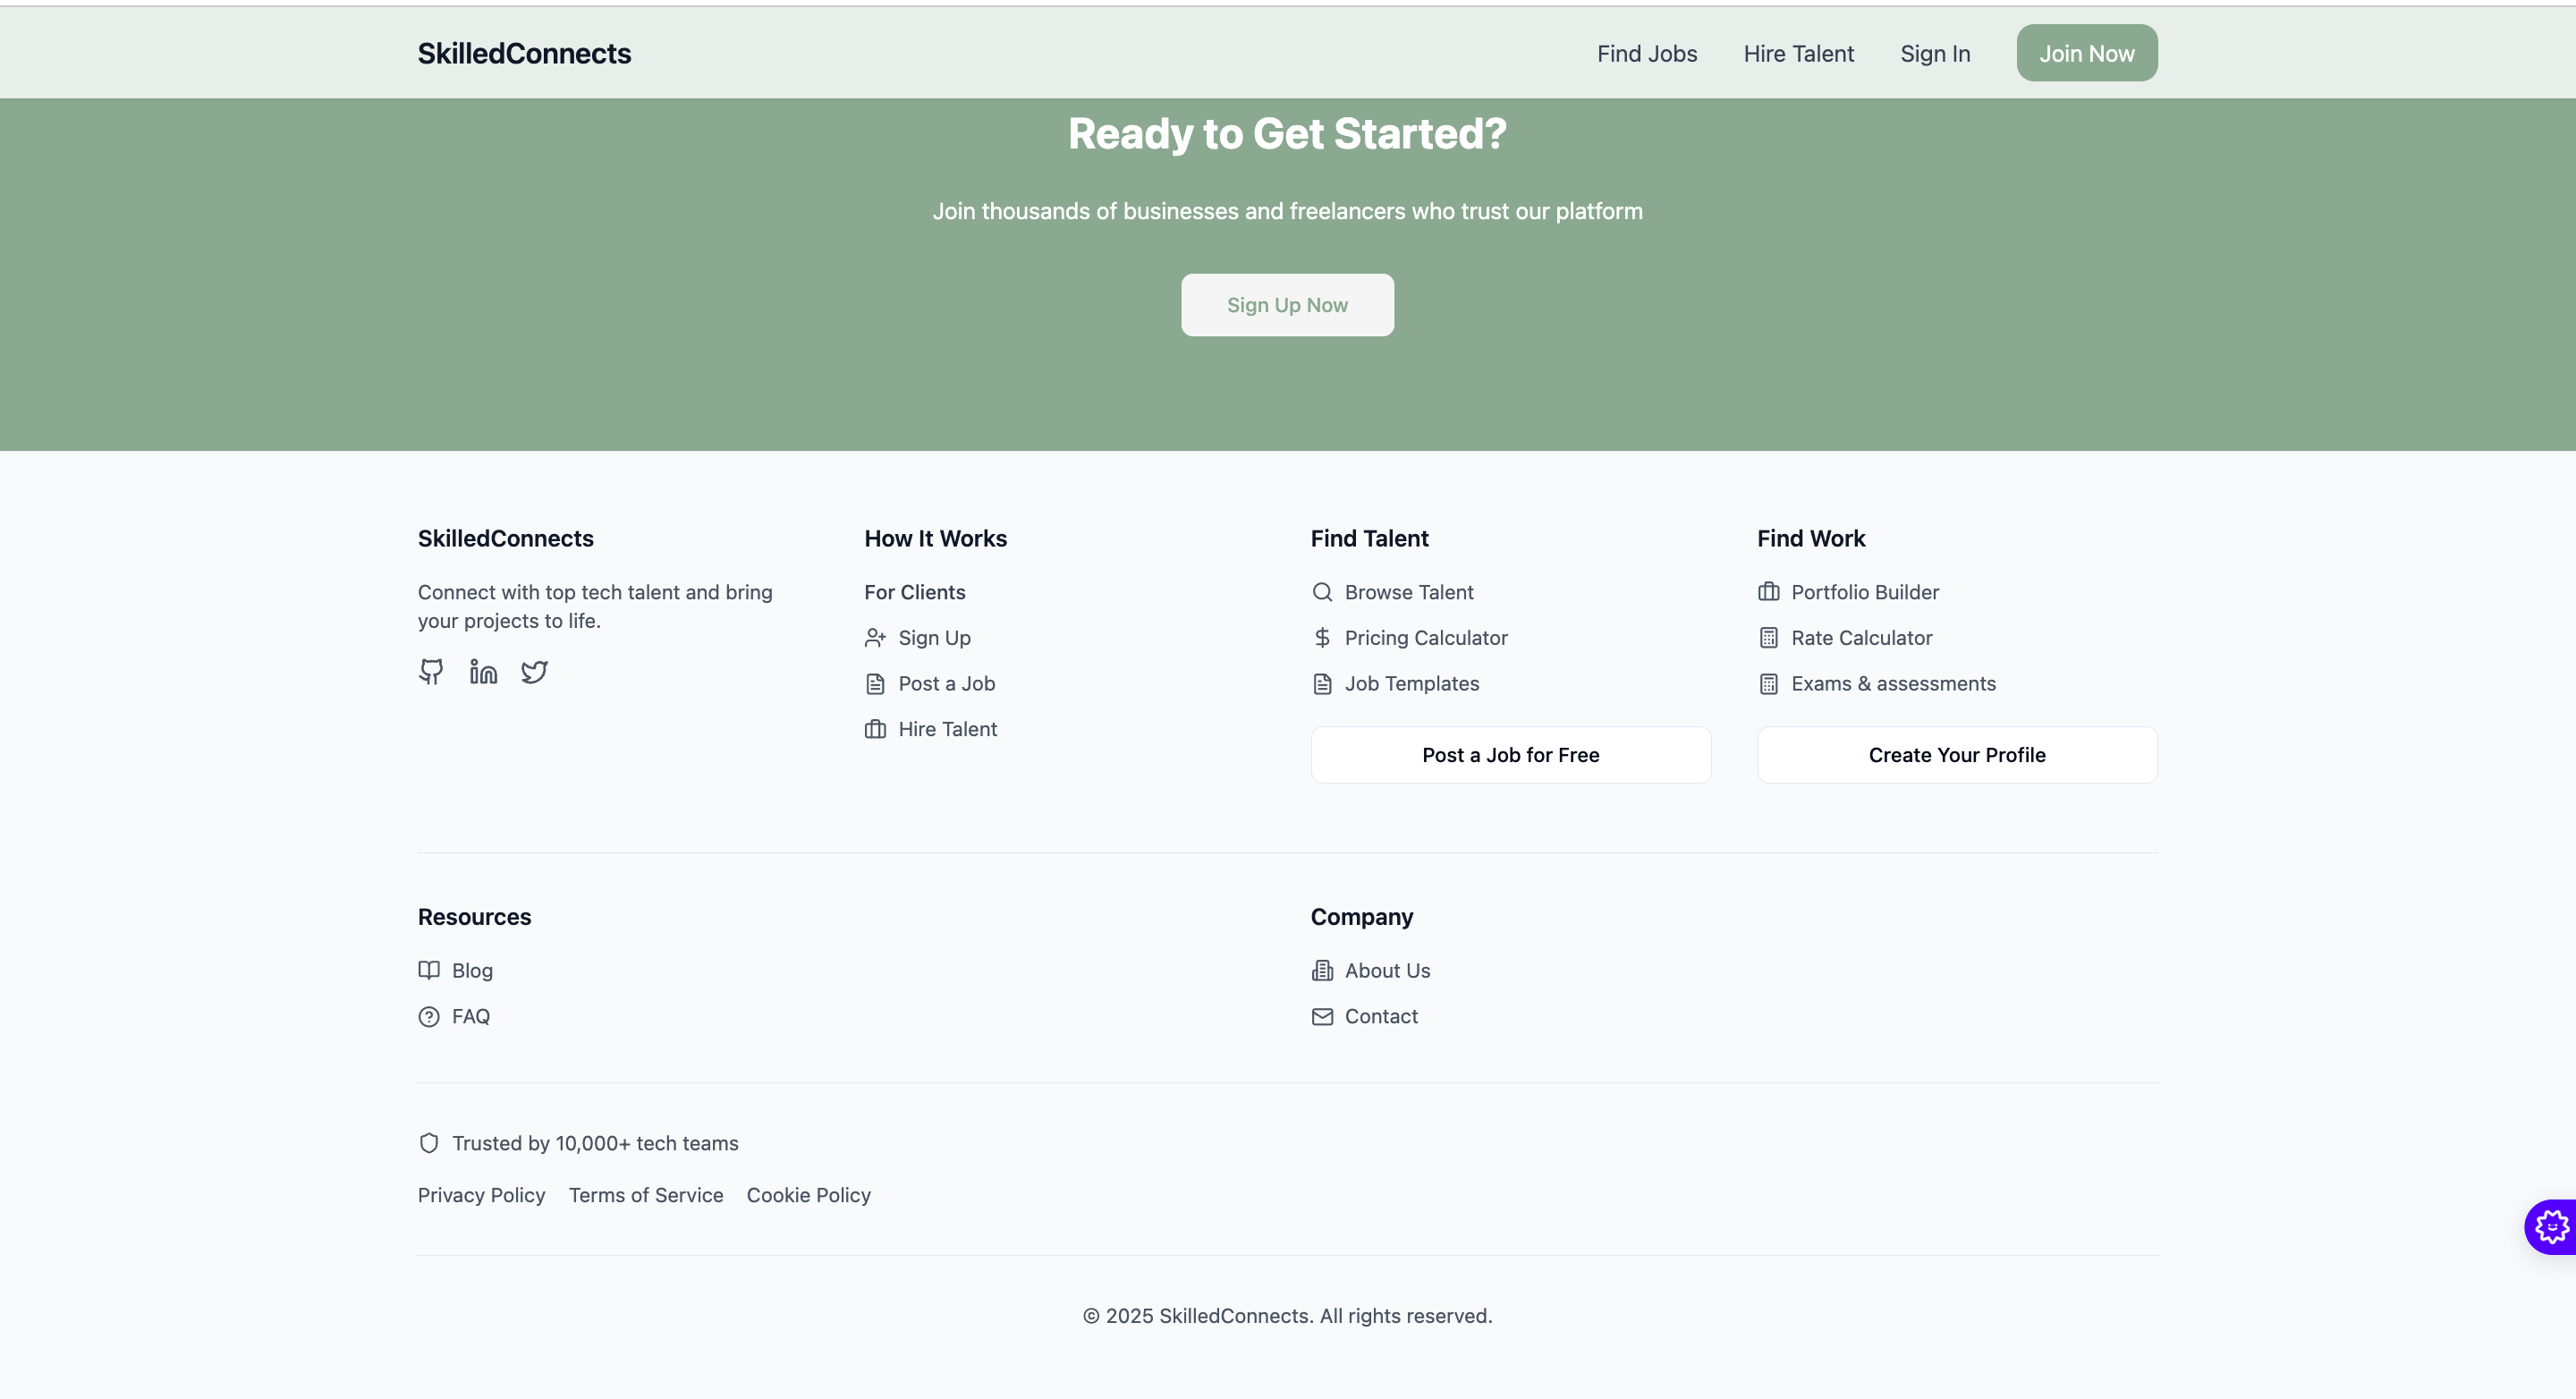 SkilledConnects
Find Jobs
Hire Talent
Sign In
Join Now
Ready to Get Started?
Join thousands of businesses and freelancers who trust our platform
Sign Up Now
SkilledConnects
Connect with top tech talent and bring
your projects to life.
How It Works
For Clients
Sign Up
Post a Job
Hire Talent
Find Talent
Browse Talent
Pricing Calculator
Job Templates
Post a Job for Free
Find Work
Portfolio Builder
Rate Calculator
Exams & assessments
Create Your Profile
Resources
Blog
FAQ
Company
About Us
Contact
Trusted by 10,000+ tech teams
Privacy Policy
Terms of Service
Cookie Policy
© 2025 SkilledConnects. All rights reserved.